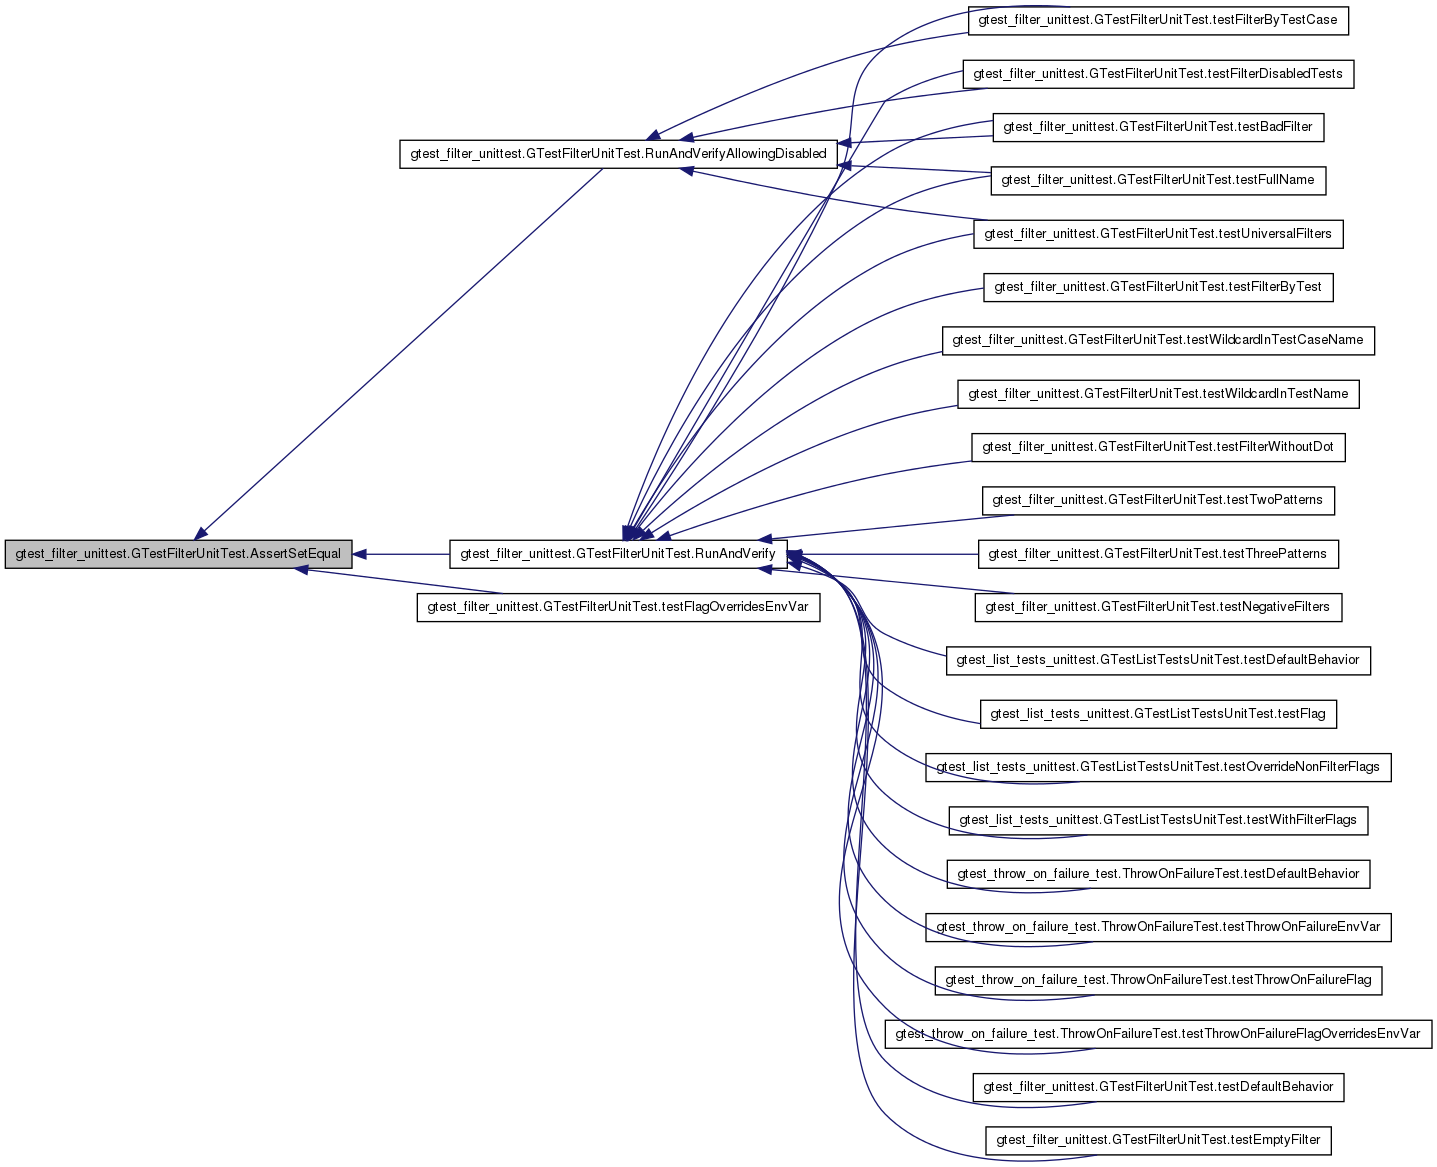 gtest_filter_unittest.GTestFilterUnitTest.testFilterByTestCase
gtest_filter_unittest.GTestFilterUnitTest.testFilterDisabledTests
gtest_filter_unittest.GTestFilterUnitTest.testBadFilter
gtest_filter_unittest.GTestFilterUnitTest.RunAndVerifyAllowingDisabled
gtest_filter_unittest.GTestFilterUnitTest.testFullName
gtest_filter_unittest.GTestFilterUnitTest.testUniversalFilters
gtest_filter_unittest.GTestFilterUnitTest.testFilterByTest
gtest_filter_unittest.GTestFilterUnitTest.testWildcardInTestCaseName
gtest_filter_unittest.GTestFilterUnitTest.testWildcardInTestName
gtest_filter_unittest.GTestFilterUnitTest.testFilterWithoutDot
gtest_filter_unittest.GTestFilterUnitTest.testTwoPatterns
gtest_filter_unittest.GTestFilterUnitTest.AssertSetEqual
gtest_filter_unittest.GTestFilterUnitTest.RunAndVerify
gtest_filter_unittest.GTestFilterUnitTest.testThreePatterns
gtest_filter_unittest.GTestFilterUnitTest.testFlagOverridesEnvVar
gtest_filter_unittest.GTestFilterUnitTest.testNegativeFilters
gtest_list_tests_unittest.GTestListTestsUnitTest.testDefaultBehavior
gtest_list_tests_unittest.GTestListTestsUnitTest.testFlag
gtest_list_tests_unittest.GTestListTestsUnitTest.testOverrideNonFilterFlags
gtest_list_tests_unittest.GTestListTestsUnitTest.testWithFilterFlags
gtest_throw_on_failure_test.ThrowOnFailureTest.testDefaultBehavior
gtest_throw_on_failure_test.ThrowOnFailureTest.testThrowOnFailureEnvVar
gtest_throw_on_failure_test.ThrowOnFailureTest.testThrowOnFailureFlag
gtest_throw_on_failure_test.ThrowOnFailureTest.testThrowOnFailureFlagOverridesEnvVar
gtest_filter_unittest.GTestFilterUnitTest.testDefaultBehavior
gtest_filter_unittest.GTestFilterUnitTest.testEmptyFilter